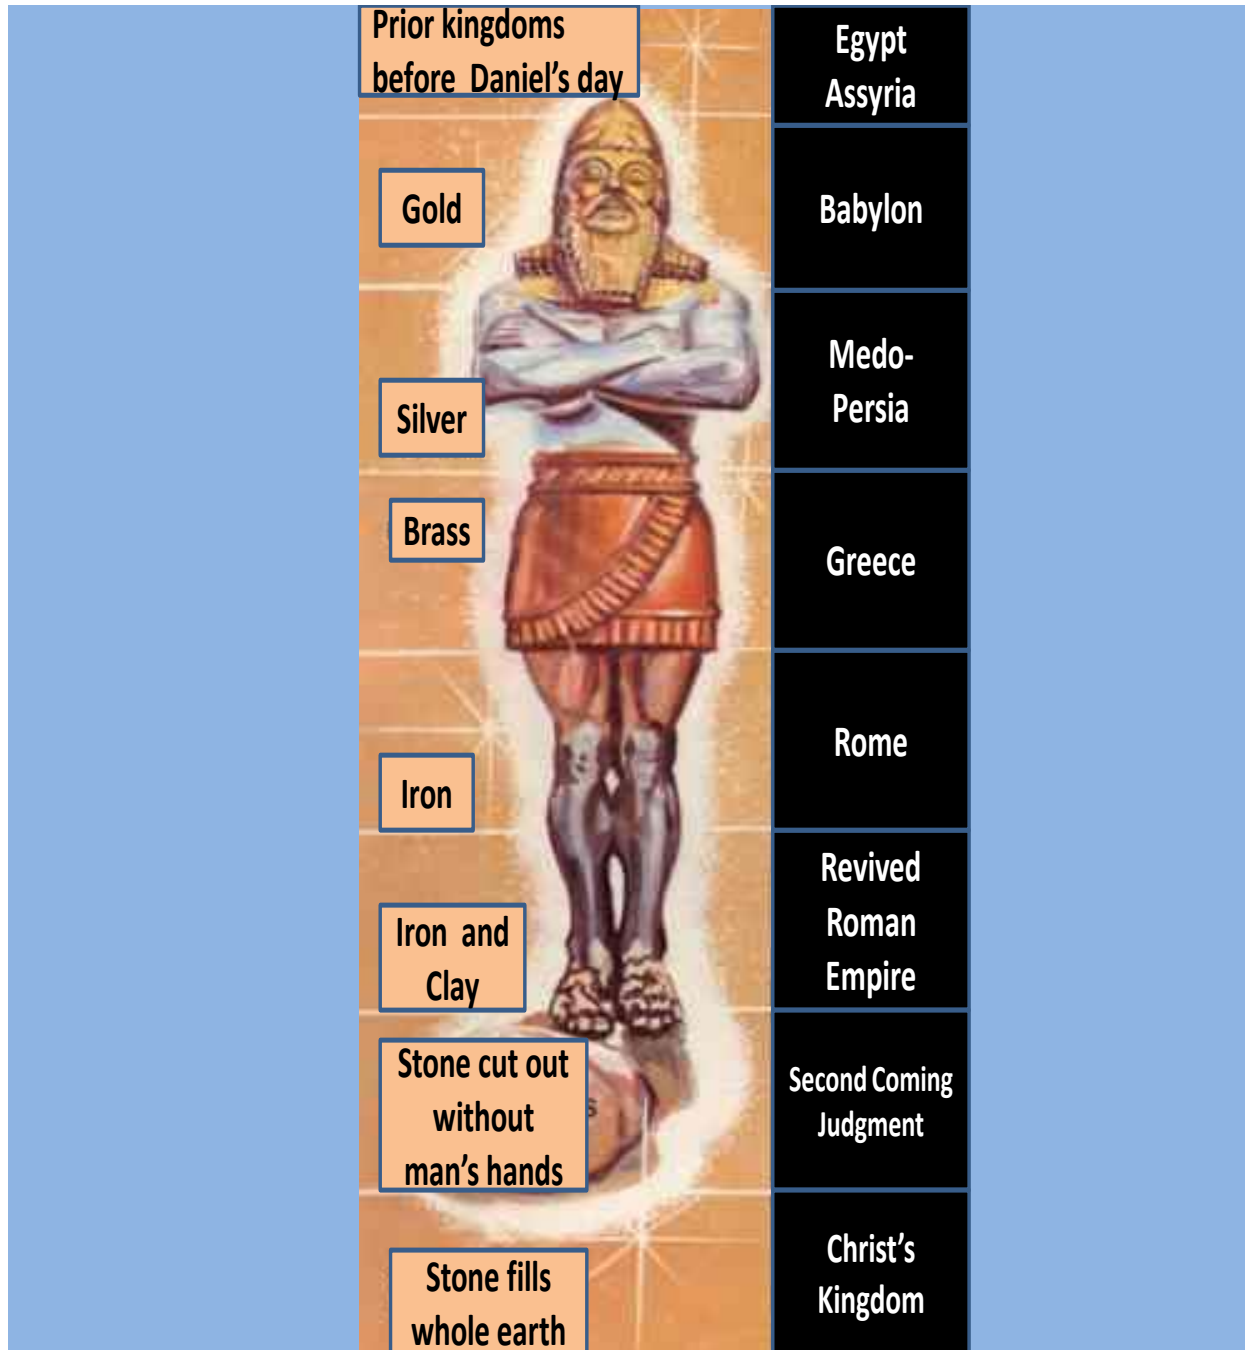 Prior kingdoms
before Daniel's day
Egypt
Assyria
Gold
Babylon
Medo-
Persia
Silver
Brass
Greece
Rome
Iron
Revived
Roman
Empire
Iron and
Clay
Stone cut out
without
man's hands
Second Coming
Judgment
Christ's
Kingdom
Stone fills
whole earth